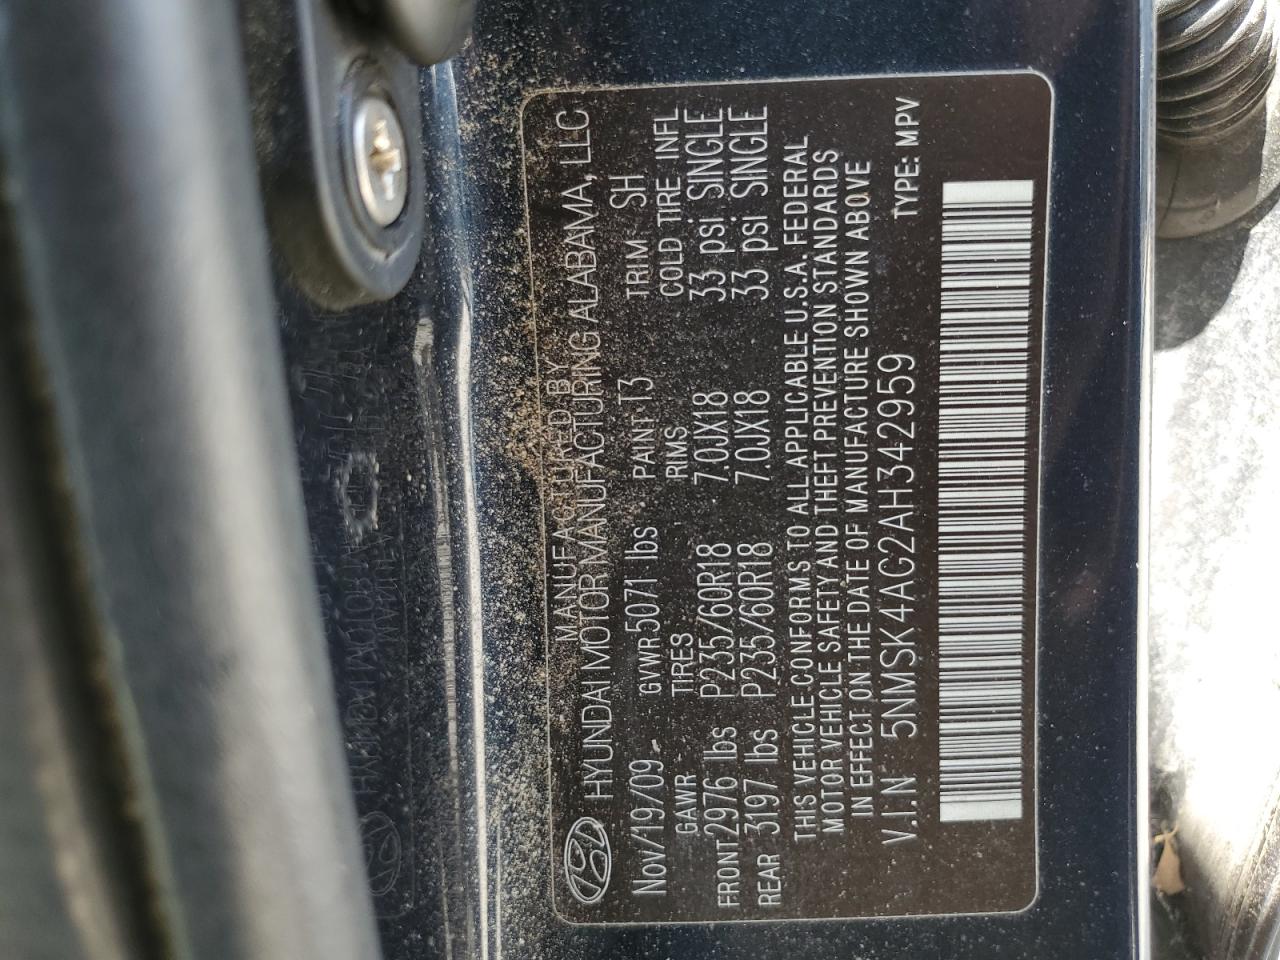 MANUFACTURED BY
HYUNDAI MOTOR MANUFACTURING ALABAMA, LLC
Nov/19/09 GVWR 5071 lbs PAINT T3 TRIM SH
GAWR TIRES RIMS COLD TIRE INFL
FRONT 2976 lbs P235/60R18 7.0JX18 33 psi SINGLE
REAR 3197 lbs P235/60R18 7.0JX18 33 psi SINGLE
THIS VEHICLE CONFORMS TO ALL APPLICABLE U.S.A. FEDERAL
MOTOR VEHICLE SAFETY AND THEFT PREVENTION STANDARDS
IN EFFECT ON THE DATE OF MANUFACTURE SHOWN ABOVE
V.I.N 5NMSK4AG2AH342959 TYPE: MPV